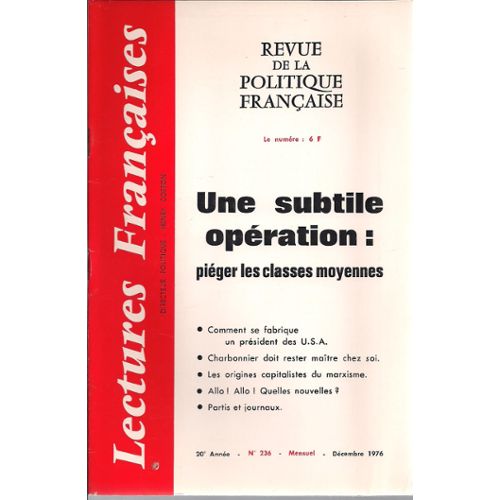 Lectures Françaises
DIRECTEUR POLITIQUE : HENRY COSTON
REVUE
DE LA
POLITIQUE
FRANÇAISE
Le numéro : 6 F
Une subtile
opération :
piéger les classes moyennes
• Comment se fabrique
un président des U.S.A.
• Charbonnier doit rester maître chez soi.
• Les origines capitalistes du marxisme.
• Allo ! Allo ! Quelles nouvelles ?
• Partis et journaux.
20e Année - N° 236 - Mensuel - Décembre 1976